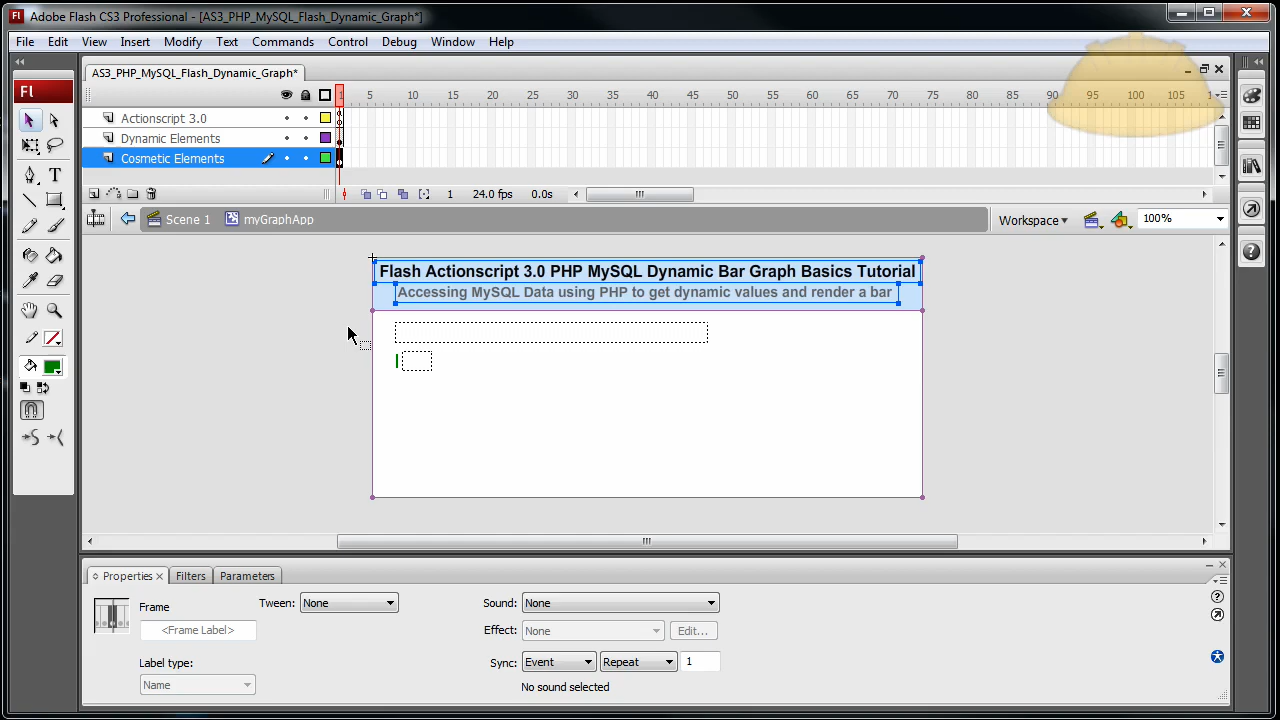 Fl Adobe Flash CS3 Professional - [AS3_PHP_MySQL_Flash_Dynamic_Graph*]
File Edit View Insert Modify Text Commands Control Debug Window Help
AS3_PHP_MySQL_Flash_Dynamic_Graph*
Fl
1 5 10 15 20 25 30 35 40 45 50 55 60 65 70 75 80 85 90 95 100 105 1
Actionscript 3.0
Dynamic Elements
Cosmetic Elements
1 24.0 fps 0.0s
Scene 1 myGraphApp Workspace 100%
Flash Actionscript 3.0 PHP MySQL Dynamic Bar Graph Basics Tutorial
Accessing MySQL Data using PHP to get dynamic values and render a bar
Properties Filters Parameters
Frame Tween: None Sound: None
<Frame Label> Effect: None Edit...
Label type: Sync: Event Repeat 1
Name No sound selected